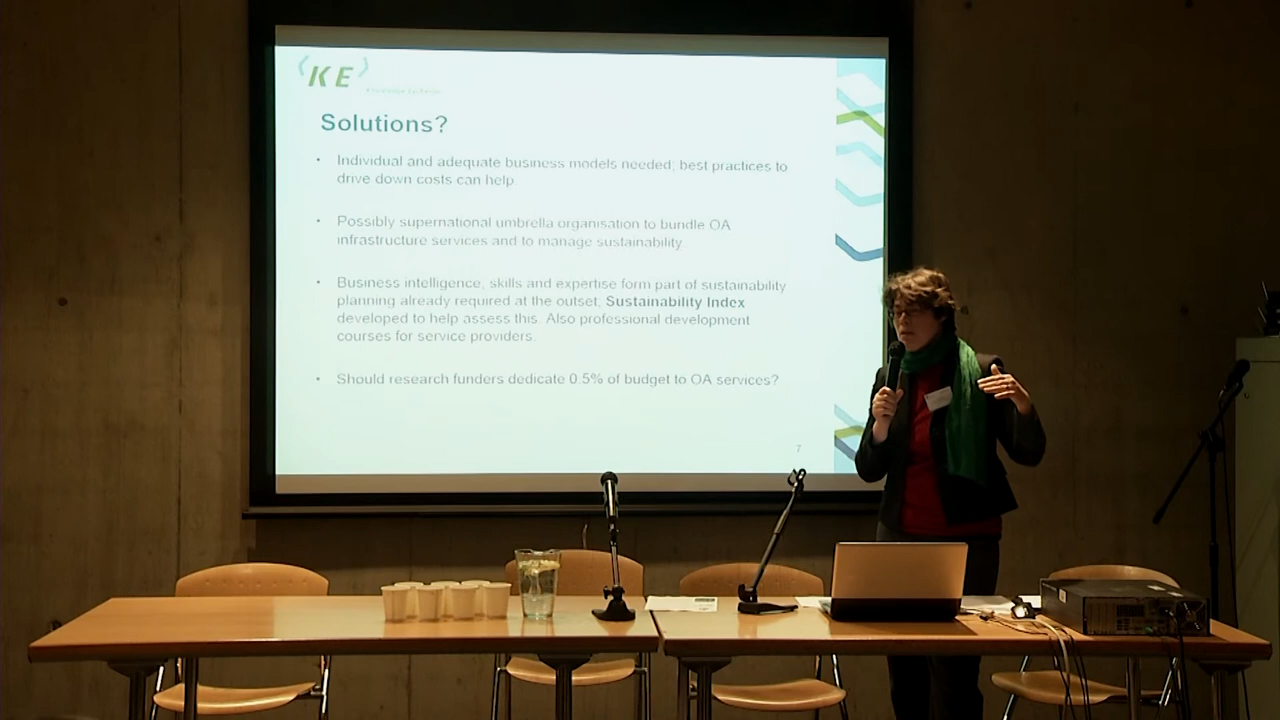 KE
Knowledge Exchange
Solutions?
• Individual and adequate business models needed; best practices to
drive down costs can help.
• Possibly supernational umbrella organisation to bundle OA
infrastructure services and to manage sustainability.
• Business intelligence, skills and expertise form part of sustainability
planning already required at the outset; Sustainability Index
developed to help assess this. Also professional development
courses for service providers.
• Should research funders dedicate 0.5% of budget to OA services?
7